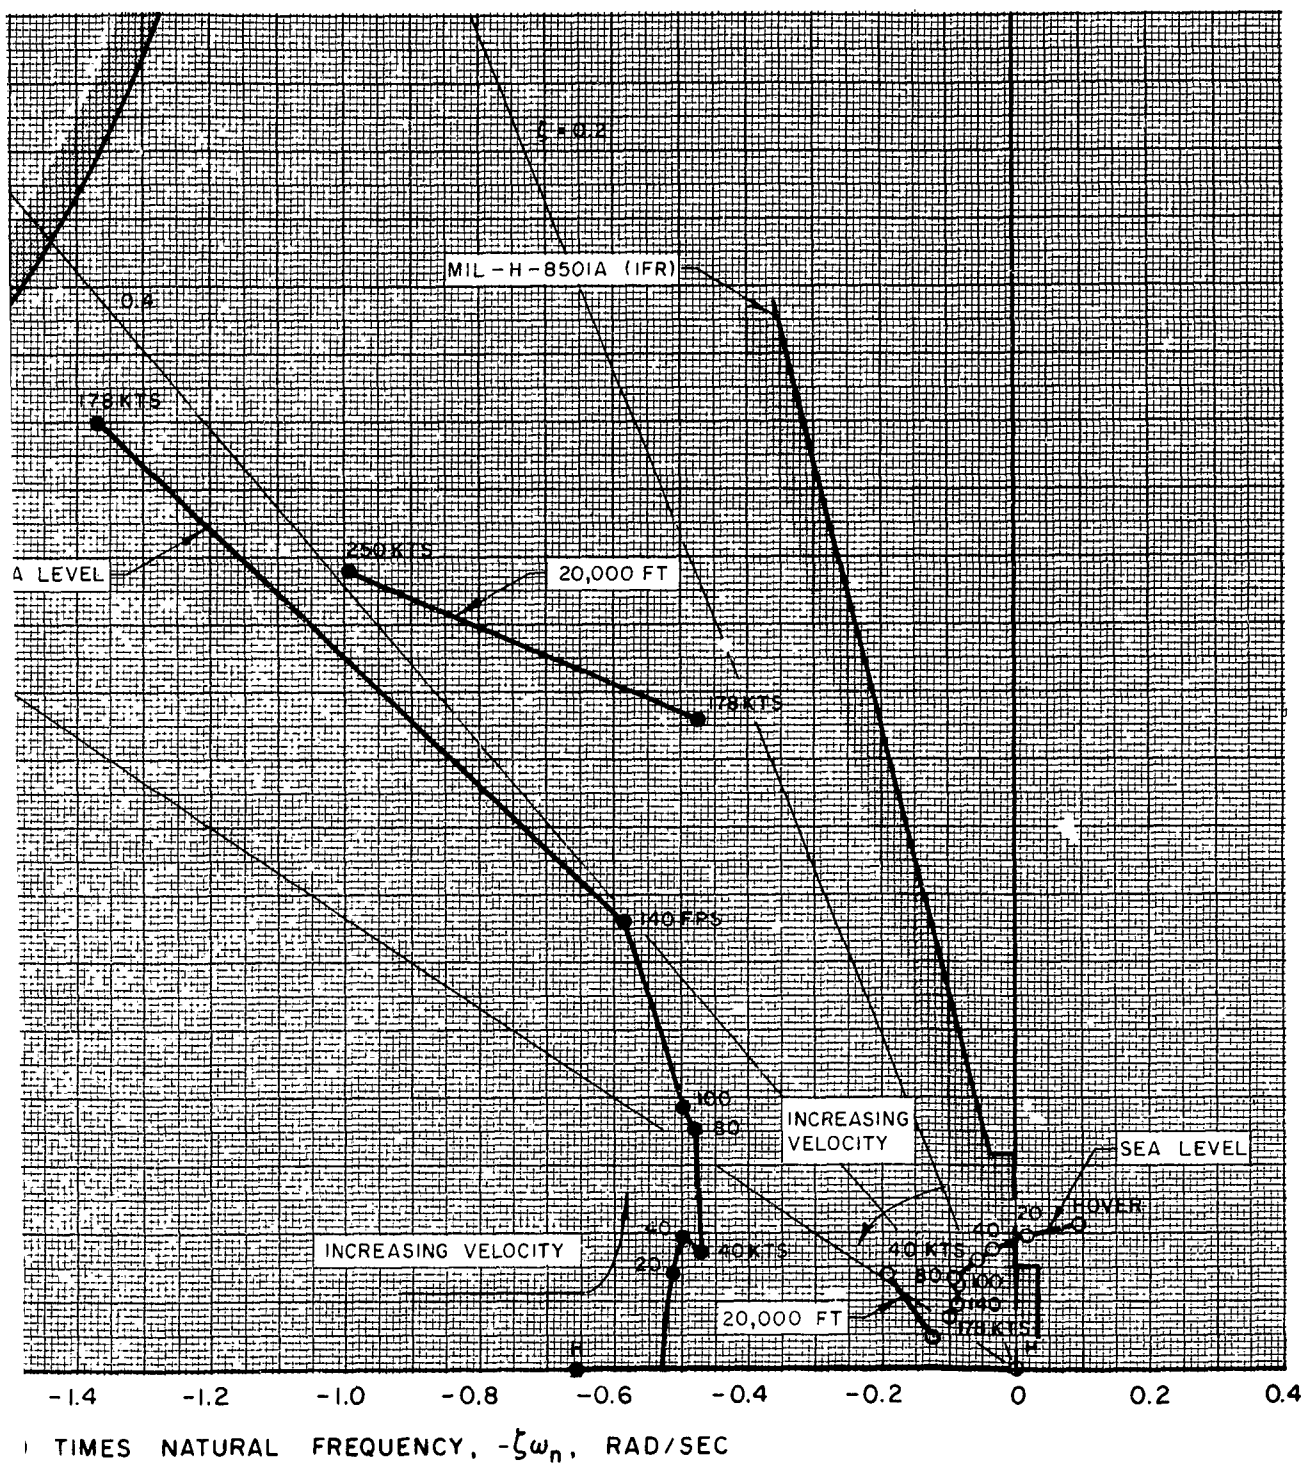 ζ = 0.2
MIL-H-8501A (IFR)
0.4
178 KTS
250 KTS
A LEVEL
20,000 FT
178 KTS
140 FPS
100
80
INCREASING
VELOCITY
SEA LEVEL
HOVER
20
40
40
INCREASING VELOCITY
40 KTS
40 KTS
20
80
100
140
20,000 FT
178 KTS
H
H
-1.4 -1.2 -1.0 -0.8 -0.6 -0.4 -0.2 0 0.2 0.4
) TIMES NATURAL FREQUENCY, -ζωn, RAD/SEC